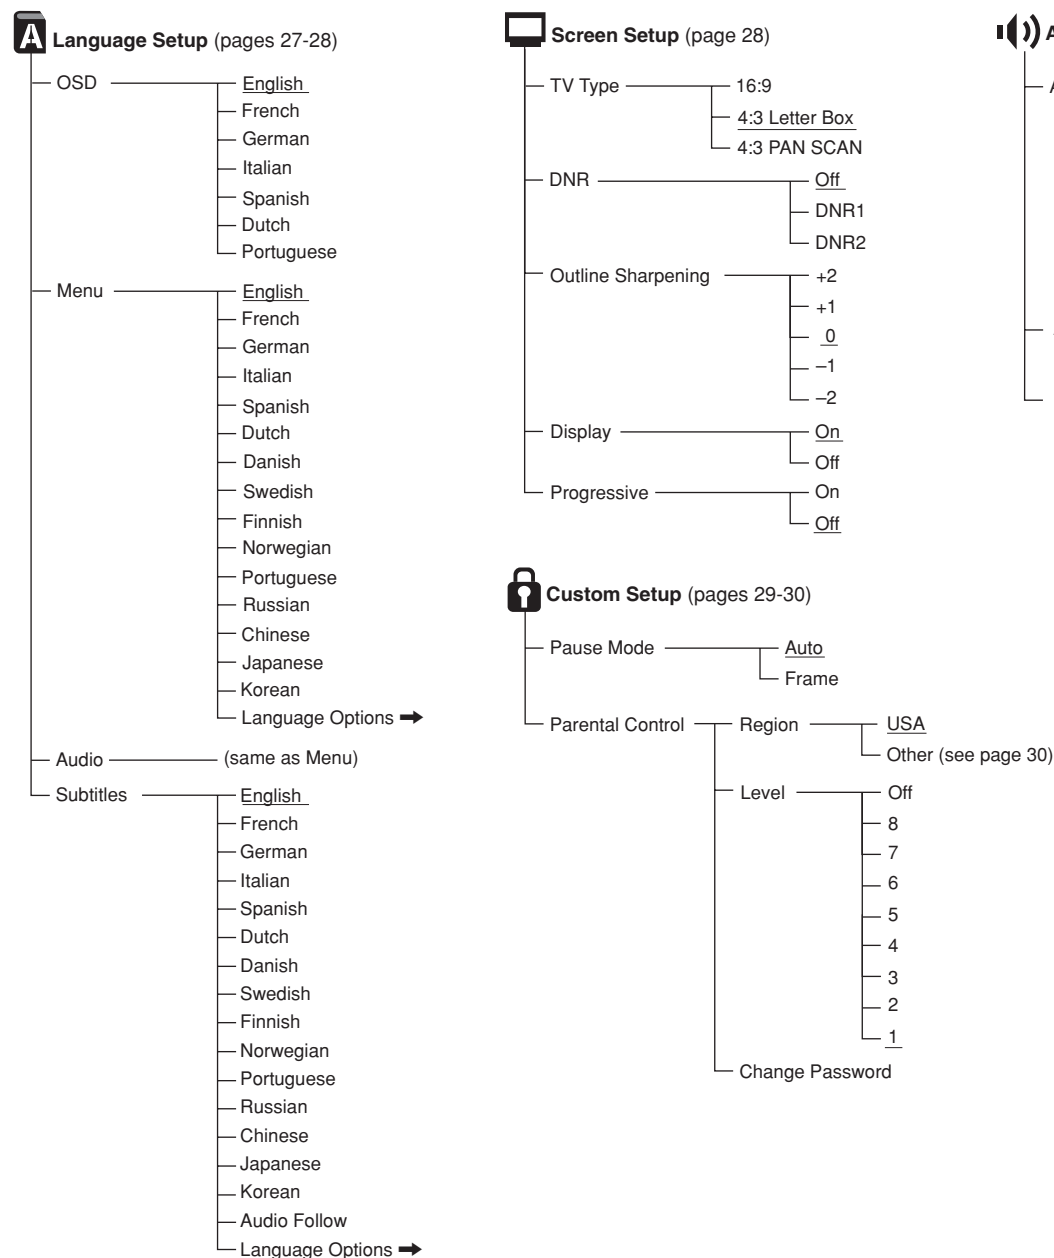 A Language Setup (pages 27-28)
OSD
English
French
German
Italian
Spanish
Dutch
Portuguese
Menu
English
French
German
Italian
Spanish
Dutch
Danish
Swedish
Finnish
Norwegian
Portuguese
Russian
Chinese
Japanese
Korean
Language Options ➡
Audio
(same as Menu)
Subtitles
English
French
German
Italian
Spanish
Dutch
Danish
Swedish
Finnish
Norwegian
Portuguese
Russian
Chinese
Japanese
Korean
Audio Follow
Language Options ➡
Screen Setup (page 28)
TV Type
16:9
4:3 Letter Box
4:3 PAN SCAN
DNR
Off
DNR1
DNR2
Outline Sharpening
+2
+1
0
–1
–2
Display
On
Off
Progressive
On
Off
Custom Setup (pages 29-30)
Pause Mode
Auto
Frame
Parental Control
Region
USA
Other (see page 30)
Level
Off
8
7
6
5
4
3
2
1
Change Password